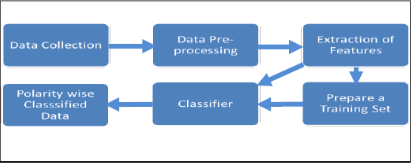 Data Collection
Data Pre-
processing
Extraction of
Features
Prepare a
Training Set
Classifier
Polarity wise
Classsified
Data